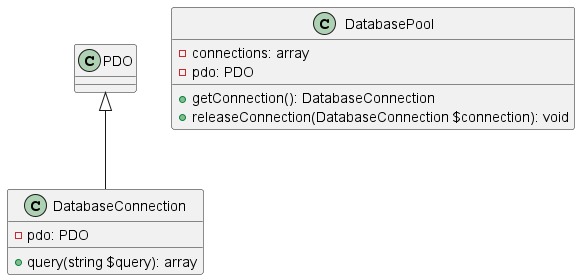 C DatabasePool
connections: array
pdo: PDO
getConnection(): DatabaseConnection
releaseConnection(DatabaseConnection $connection): void
C PDO
C DatabaseConnection
pdo: PDO
query(string $query): array